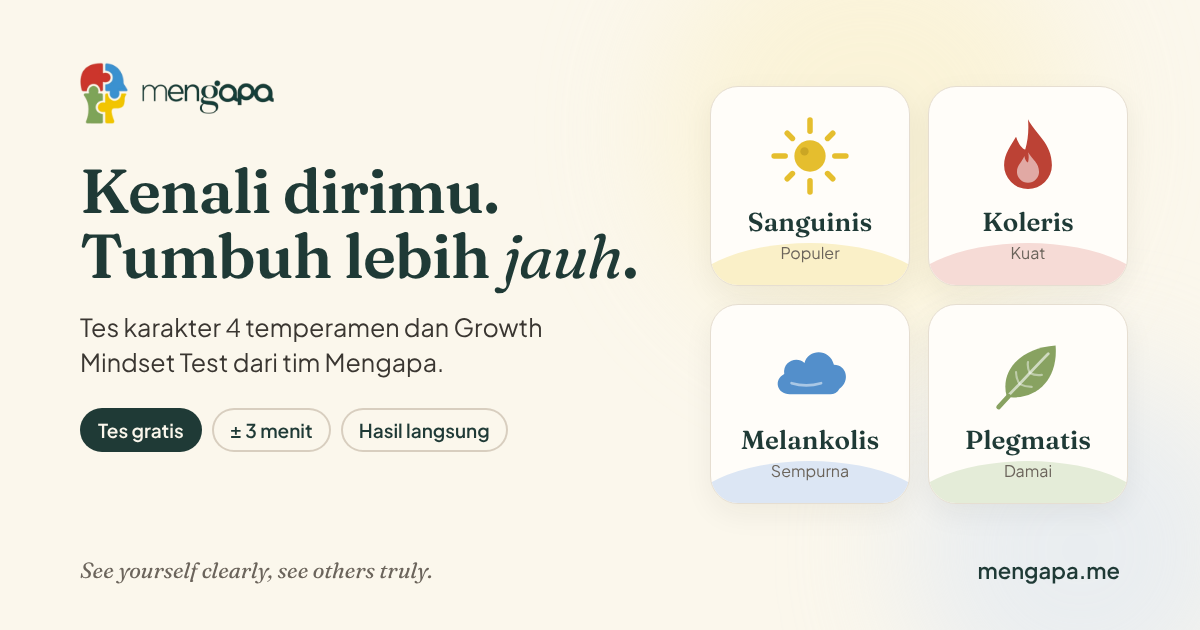 mengapa
Kenali dirimu.
Tumbuh lebih jauh.
Tes karakter 4 temperamen dan Growth
Mindset Test dari tim Mengapa.
Tes gratis
± 3 menit
Hasil langsung
Sanguinis
Populer
Koleris
Kuat
Melankolis
Sempurna
Plegmatis
Damai
See yourself clearly, see others truly.
mengapa.me